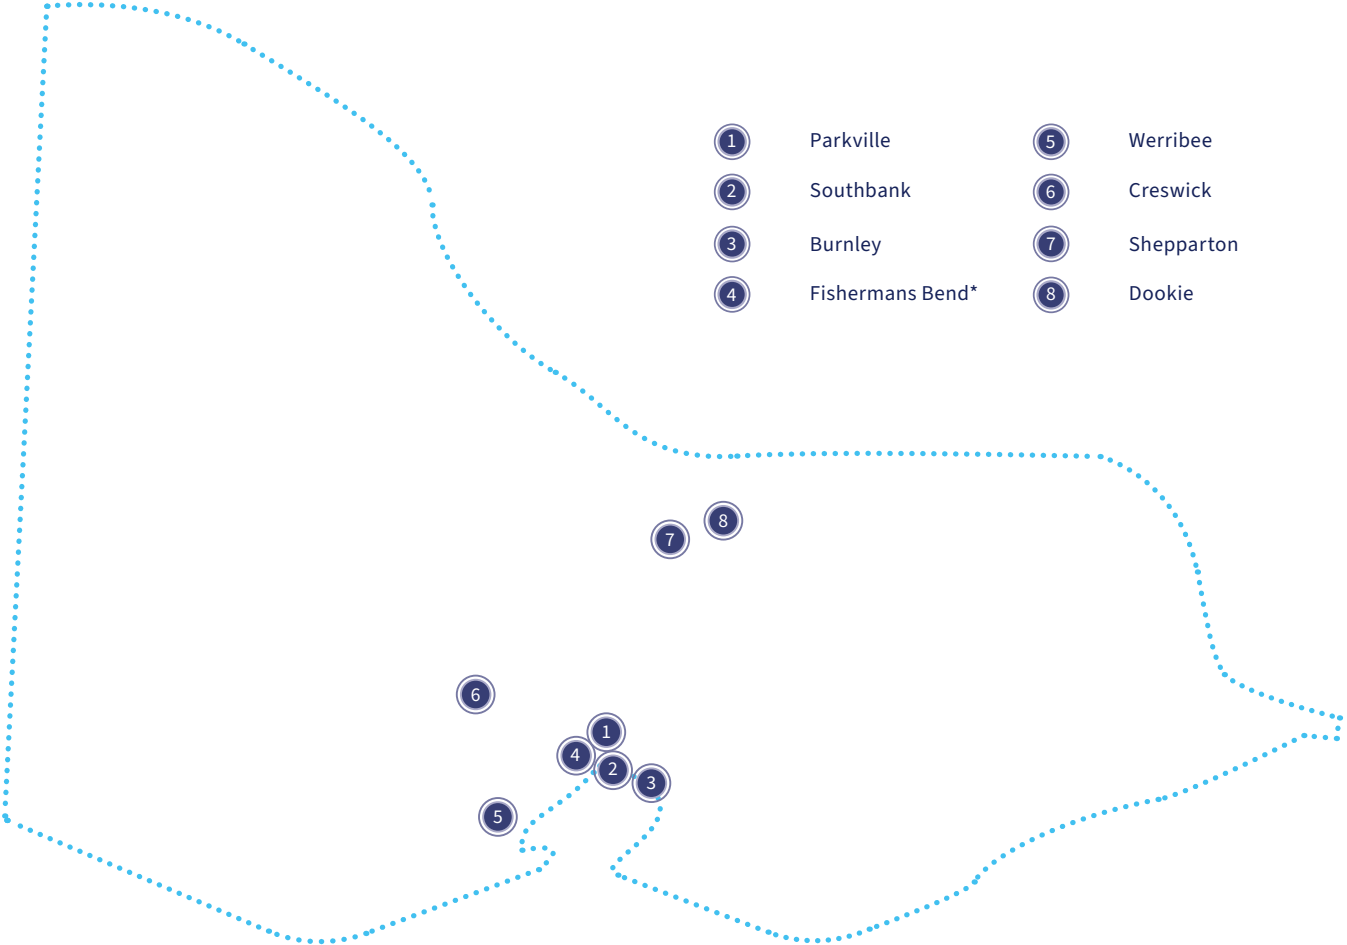 1 Parkville
2 Southbank
3 Burnley
4 Fishermans Bend*
5 Werribee
6 Creswick
7 Shepparton
8 Dookie
8
7
6
1
4
2
3
5